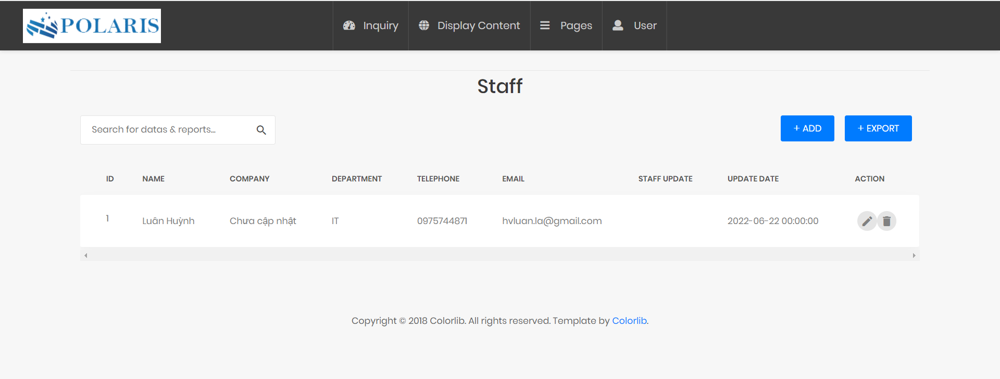 POLARIS
Inquiry Display Content Pages User
Staff
Search for datas & reports...
+ ADD + EXPORT
ID NAME COMPANY DEPARTMENT TELEPHONE EMAIL STAFF UPDATE UPDATE DATE ACTION
1 Luân Huỳnh Chưa cập nhật IT 0975744871 hvluan.la@gmail.com 2022-06-22 00:00:00
Copyright © 2018 Colorlib. All rights reserved. Template by Colorlib.